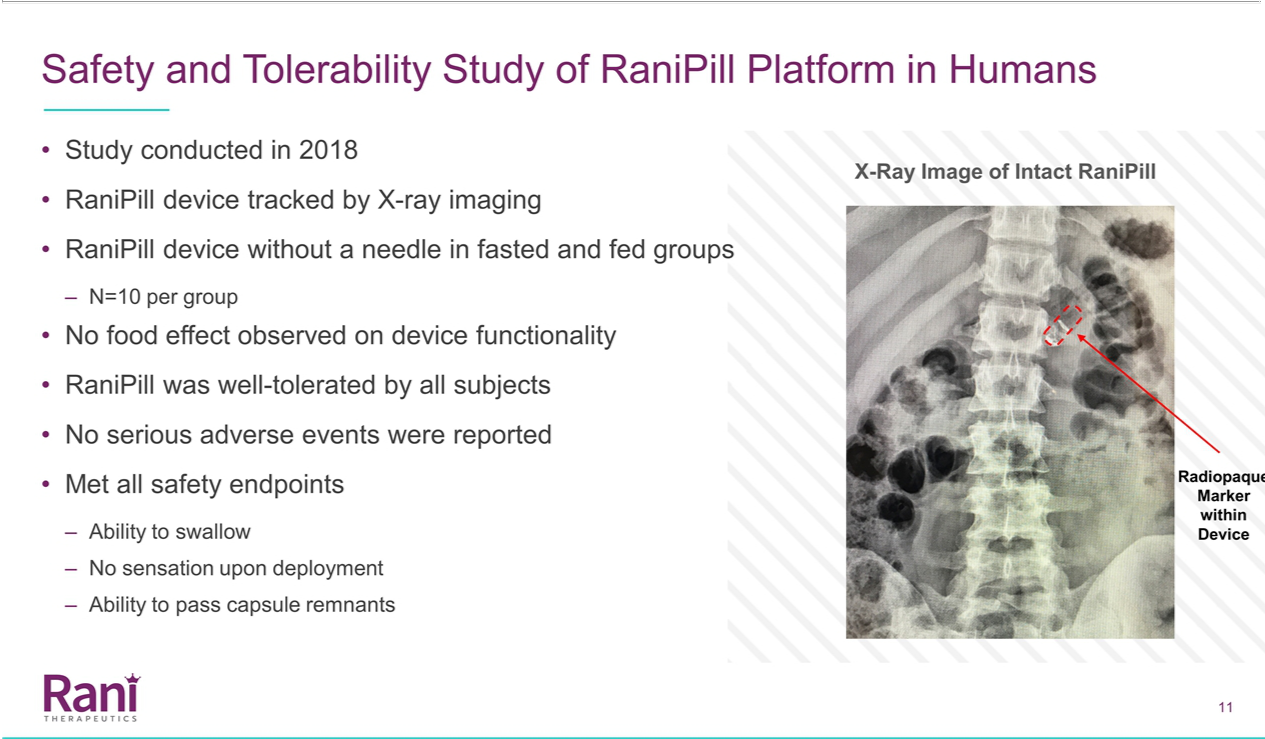 Safety and Tolerability Study of RaniPill Platform in Humans
• Study conducted in 2018
• RaniPill device tracked by X-ray imaging
• RaniPill device without a needle in fasted and fed groups
– N=10 per group
• No food effect observed on device functionality
• RaniPill was well-tolerated by all subjects
• No serious adverse events were reported
• Met all safety endpoints
– Ability to swallow
– No sensation upon deployment
– Ability to pass capsule remnants
X-Ray Image of Intact RaniPill
Radiopaque
Marker
within
Device
Rani
THERAPEUTICS
11